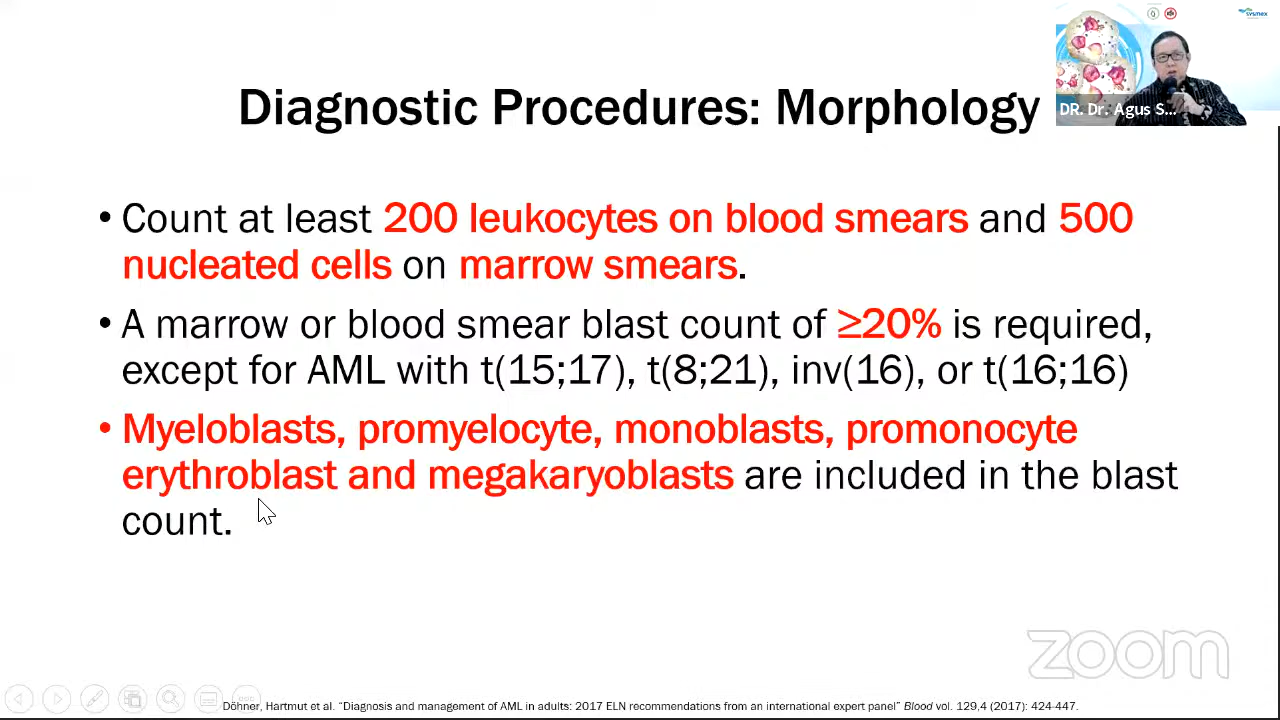 sysmex
Diagnostic Procedures: Morphology
DR. Dr. Agus S...
• Count at least 200 leukocytes on blood smears and 500
nucleated cells on marrow smears.
• A marrow or blood smear blast count of ≥20% is required,
except for AML with t(15;17), t(8;21), inv(16), or t(16;16)
• Myeloblasts, promyelocyte, monoblasts, promonocyte
erythroblast and megakaryoblasts are included in the blast
count.
zoom
Döhner, Hartmut et al. “Diagnosis and management of AML in adults: 2017 ELN recommendations from an international expert panel” Blood vol. 129,4 (2017): 424-447.